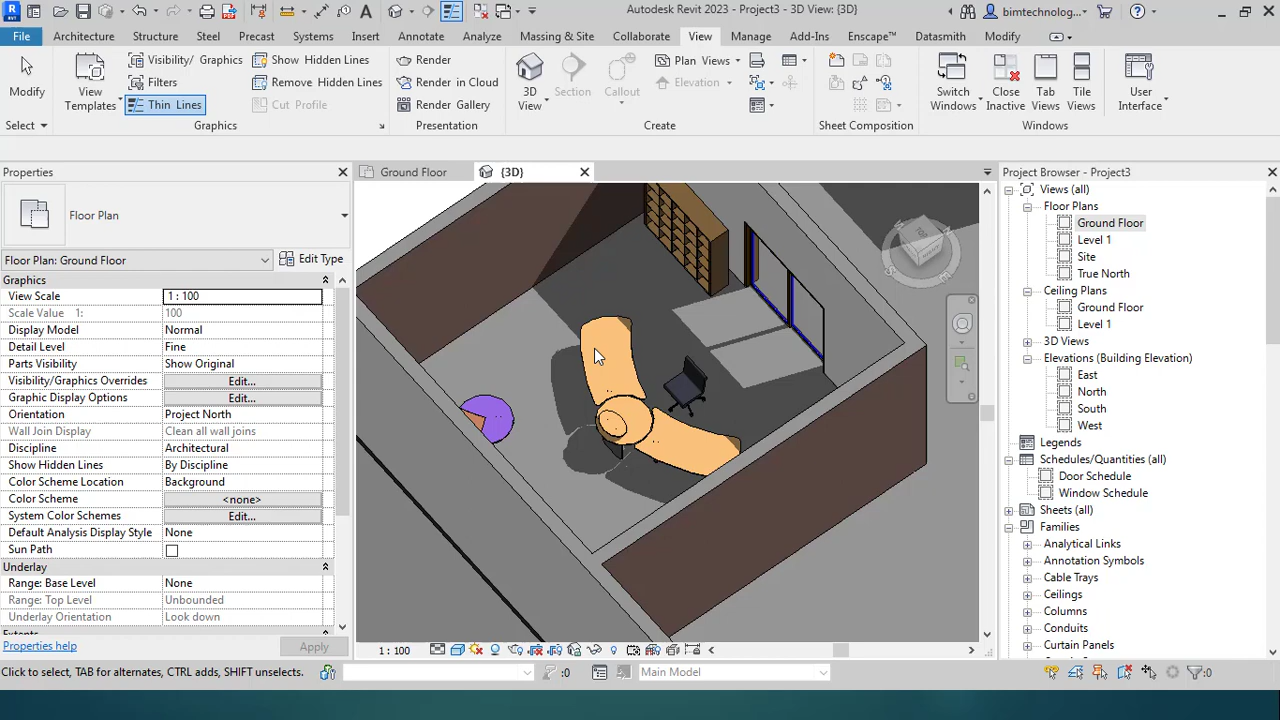 Autodesk Revit 2023 - Project3 - 3D View: {3D}
bimtechnolog...
File Architecture Structure Steel Precast Systems Insert Annotate Analyze Massing & Site Collaborate View Manage Add-Ins Enscape™ Datasmith Modify
Modify
Select
View
Templates
Visibility/ Graphics
Filters
Thin Lines
Show Hidden Lines
Remove Hidden Lines
Cut Profile
Graphics
Render
Render in Cloud
Render Gallery
Presentation
3D
View
Section
Callout
Plan Views
Elevation
Create
Sheet Composition
Switch
Windows
Close
Inactive
Tab
Views
Tile
Views
Windows
User
Interface
Properties
Floor Plan
Floor Plan: Ground Floor Edit Type
Graphics
View Scale 1 : 100
Scale Value 1: 100
Display Model Normal
Detail Level Fine
Parts Visibility Show Original
Visibility/Graphics Overrides Edit...
Graphic Display Options Edit...
Orientation Project North
Wall Join Display Clean all wall joins
Discipline Architectural
Show Hidden Lines By Discipline
Color Scheme Location Background
Color Scheme <none>
System Color Schemes Edit...
Default Analysis Display Style None
Sun Path
Underlay
Range: Base Level None
Range: Top Level Unbounded
Underlay Orientation Look down
Extents
Properties help Apply
Ground Floor {3D}
1 : 100
Project Browser - Project3
Views (all)
Floor Plans
Ground Floor
Level 1
Site
True North
Ceiling Plans
Ground Floor
Level 1
3D Views
Elevations (Building Elevation)
East
North
South
West
Legends
Schedules/Quantities (all)
Door Schedule
Window Schedule
Sheets (all)
Families
Analytical Links
Annotation Symbols
Cable Trays
Ceilings
Columns
Conduits
Curtain Panels
Click to select, TAB for alternates, CTRL adds, SHIFT unselects. :0 Main Model :0